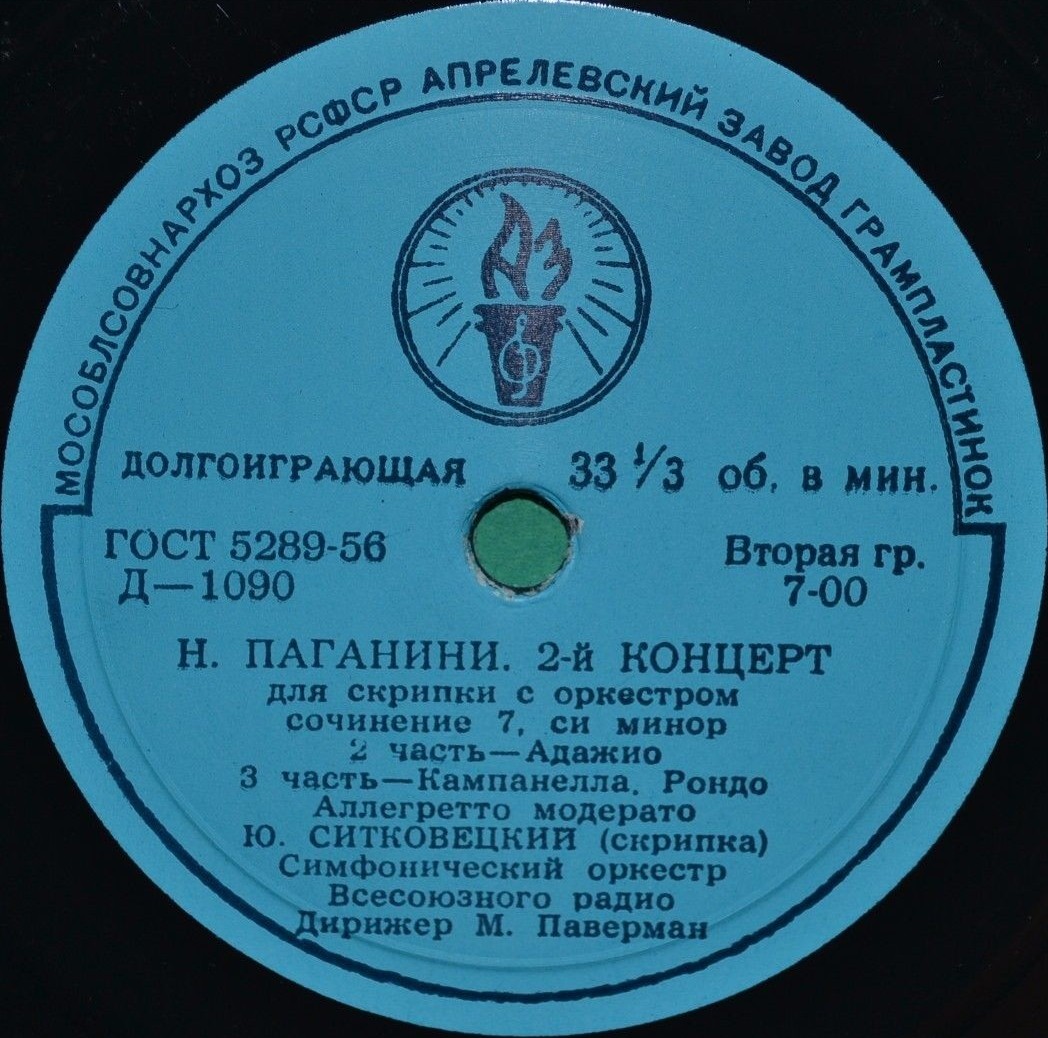 МОСОБЛСОВНАРХОЗ РСФСР АПРЕЛЕВСКИЙ ЗАВОД ГРАМПЛАСТИНОК
АЗ
ДОЛГОИГРАЮЩАЯ 33 1/3 об. в мин.
ГОСТ 5289-56 Вторая гр.
Д—1090 7-00
Н. ПАГАНИНИ. 2-й КОНЦЕРТ
для скрипки с оркестром
сочинение 7, си минор
2 часть—Адажио
3 часть—Кампанелла. Рондо
Аллегретто модерато
Ю. СИТКОВЕЦКИЙ (скрипка)
Симфонический оркестр
Всесоюзного радио
Дирижер М. Паверман